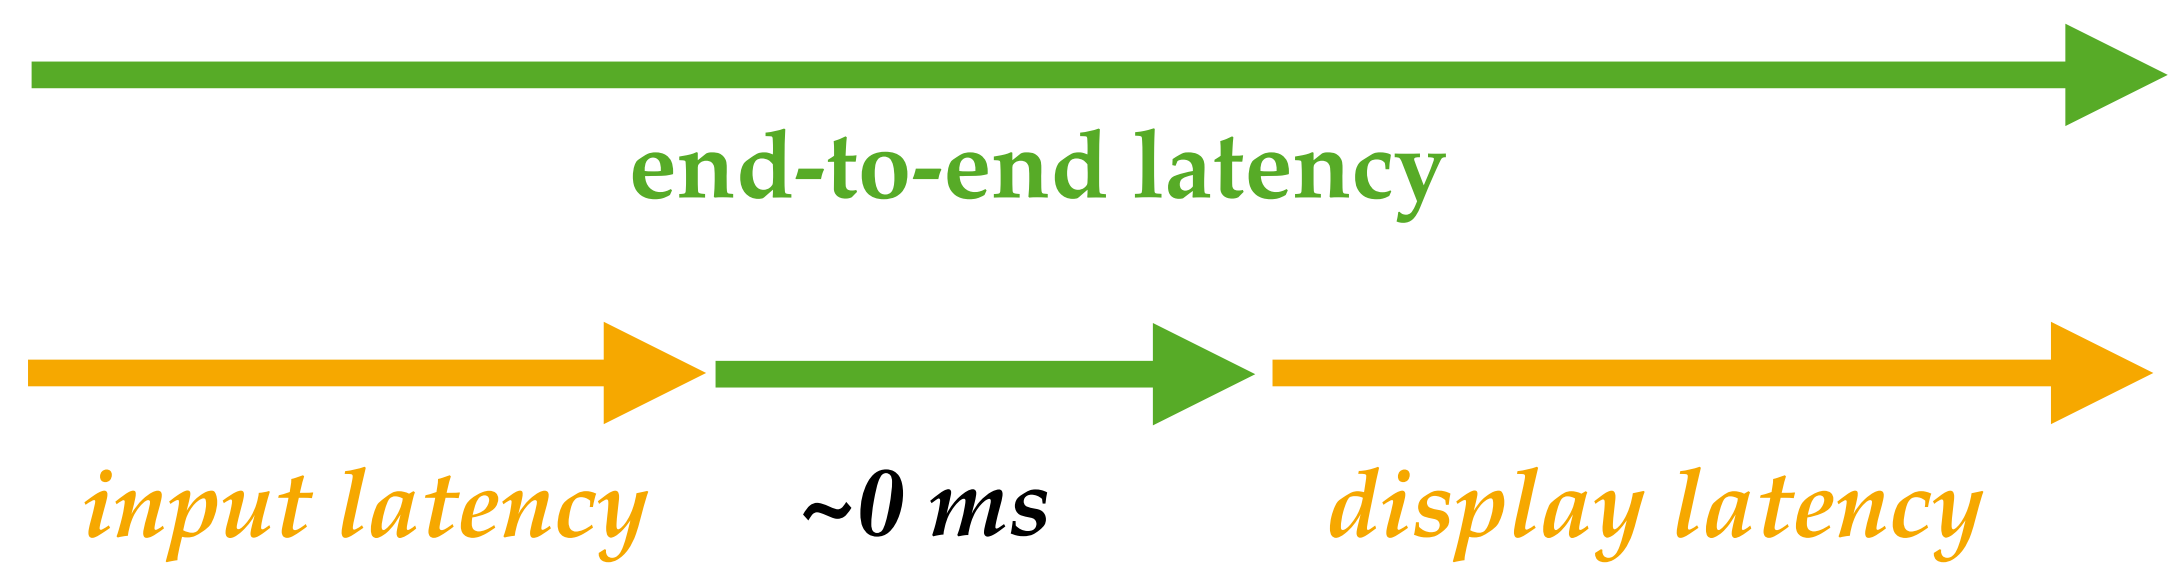 end-to-end latency
input latency ~0 ms display latency